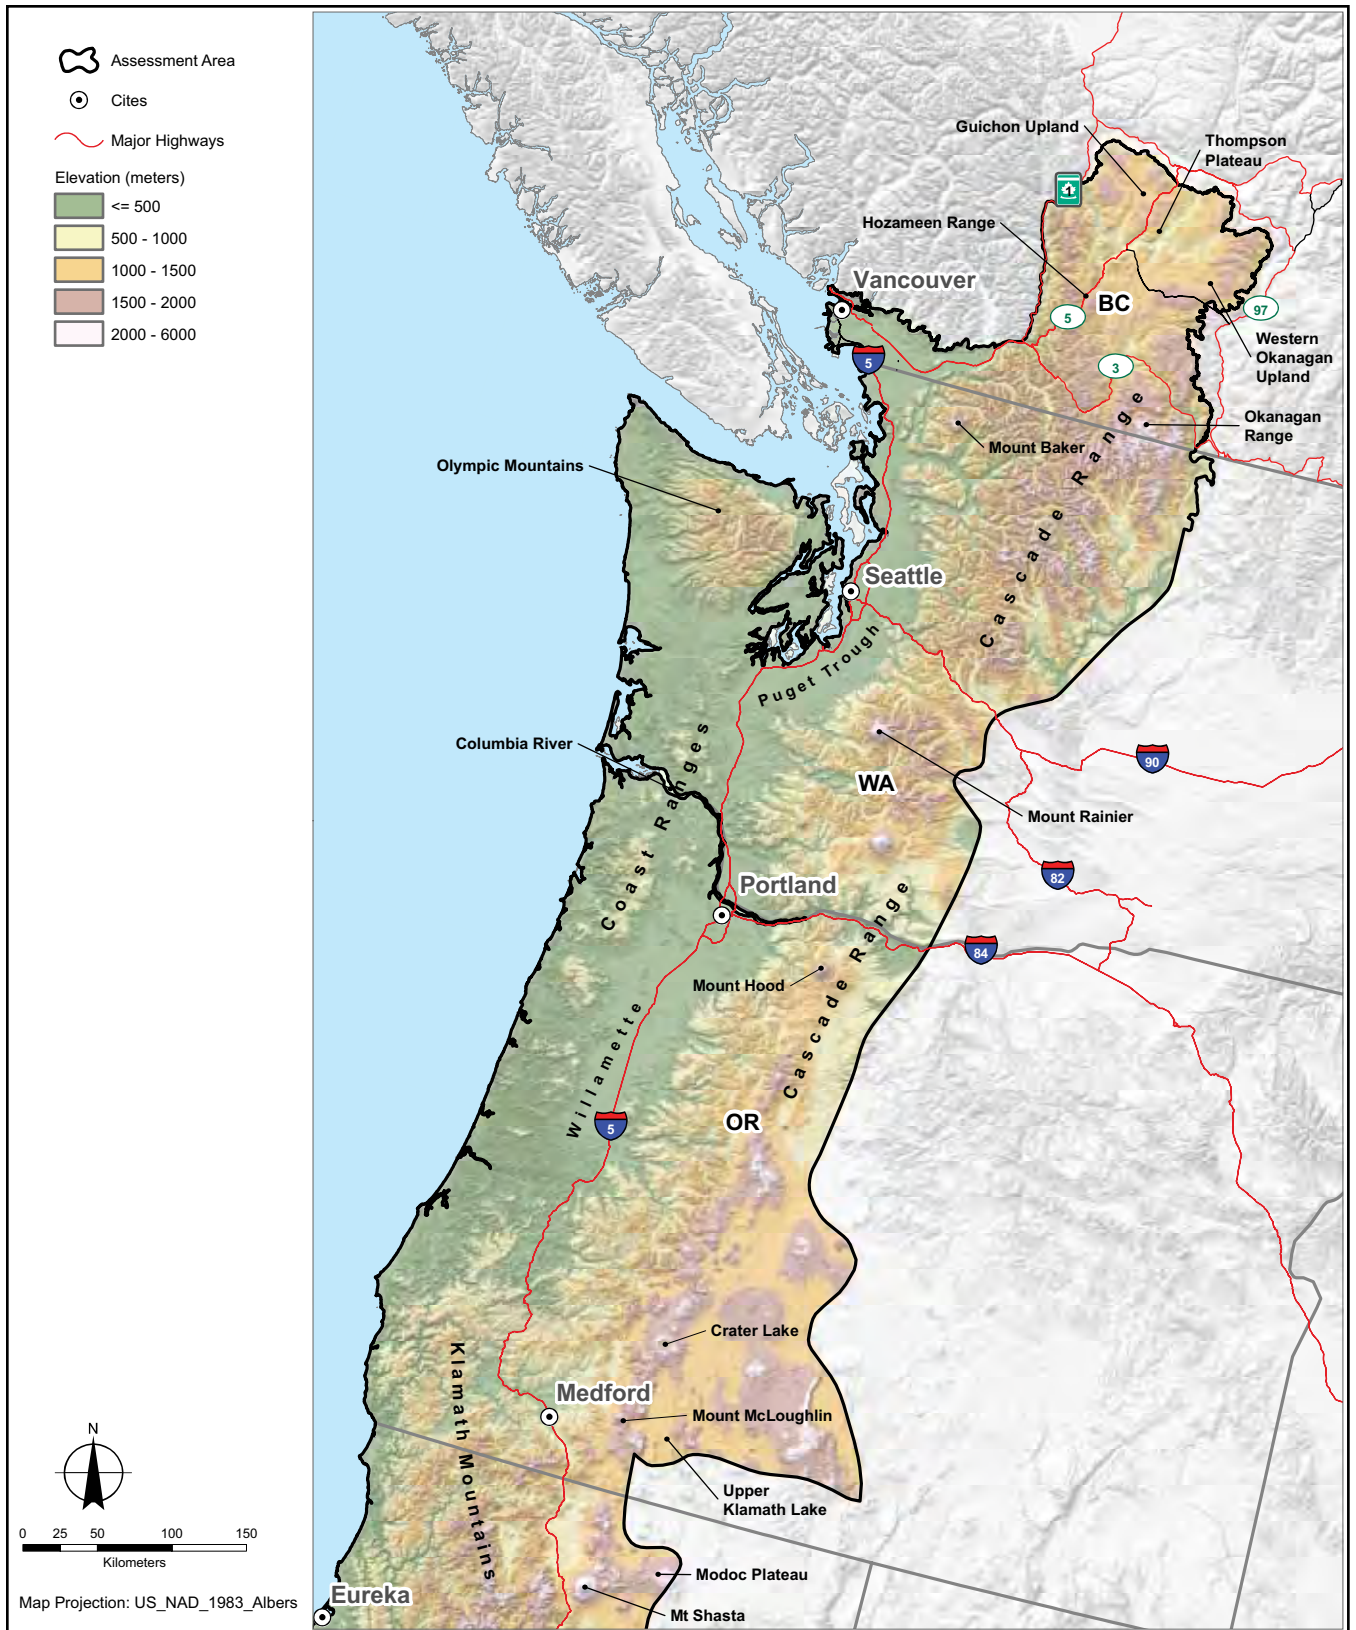 Assessment Area
Cites
Major Highways
Elevation (meters)
<= 500
500 - 1000
1000 - 1500
1500 - 2000
2000 - 6000
Guichon Upland
Thompson
Plateau
1
Hozameen Range
Vancouver
BC
5
97
5
3
Western
Okanagan
Upland
Okanagan
Range
Mount Baker
Cascade Range
Olympic Mountains
Seattle
Puget Trough
Columbia River
Coast Ranges
WA
90
Mount Rainier
82
Portland
Cascade Range
84
Mount Hood
Willamette
5
OR
Crater Lake
Klamath Mountains
Medford
Mount McLoughlin
Upper
Klamath Lake
N
0 25 50 100 150
Kilometers
Modoc Plateau
Mt Shasta
Eureka
Map Projection: US_NAD_1983_Albers